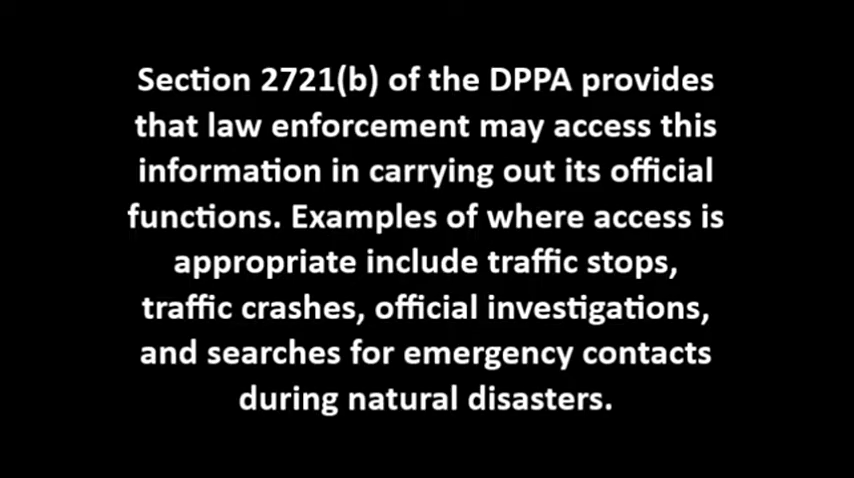 Section 2721(b) of the DPPA provides
that law enforcement may access this
information in carrying out its official
functions. Examples of where access is
appropriate include traffic stops,
traffic crashes, official investigations,
and searches for emergency contacts
during natural disasters.